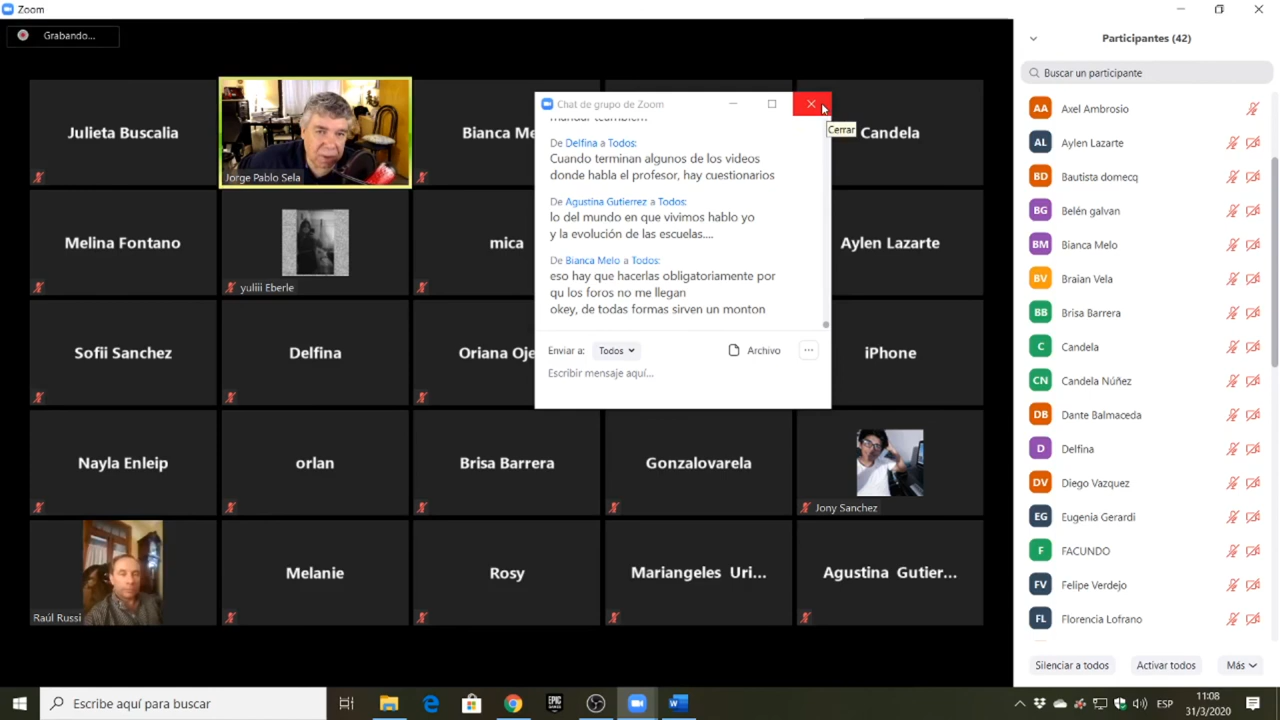 Zoom
Grabando...
Participantes (42)
Buscar un participante
Julieta Bascalia
Jorge Pablo Sela
Bianca Me
Candela
Melina Fontano
yuliii Eberle
mica
Aylen Lazarte
Sofii Sanchez
Delfina
Oriana Oje
iPhone
Nayla Enleip
orlan
Brisa Barrera
Gonzalovarela
Jony Sanchez
Raúl Russi
Melanie
Rosy
Mariangeles Uri...
Agustina Gutier...
Chat de grupo de Zoom
Cerrar
De Delfina a Todos:
Cuando terminan algunos de los videos
donde habla el profesor, hay cuestionarios
De Agustina Gutierrez a Todos:
lo del mundo en que vivimos hablo yo
y la evolución de las escuelas....
De Bianca Melo a Todos:
eso hay que hacerlas obligatoriamente por
qu los foros no me llegan
okey, de todas formas sirven un monton
Enviar a: Todos Archivo ...
Escribir mensaje aquí...
AA Axel Ambrosio
AL Aylen Lazarte
BD Bautista domecq
BG Belén galvan
BM Bianca Melo
BV Braian Vela
BB Brisa Barrera
C Candela
CN Candela Núñez
DB Dante Balmaceda
D Delfina
DV Diego Vazquez
EG Eugenia Gerardi
F FACUNDO
FV Felipe Verdejo
FL Florencia Lofrano
Silenciar a todos Activar todos Más
Escribe aquí para buscar
EPIC
GAMES
ESP
11:08
31/3/2020